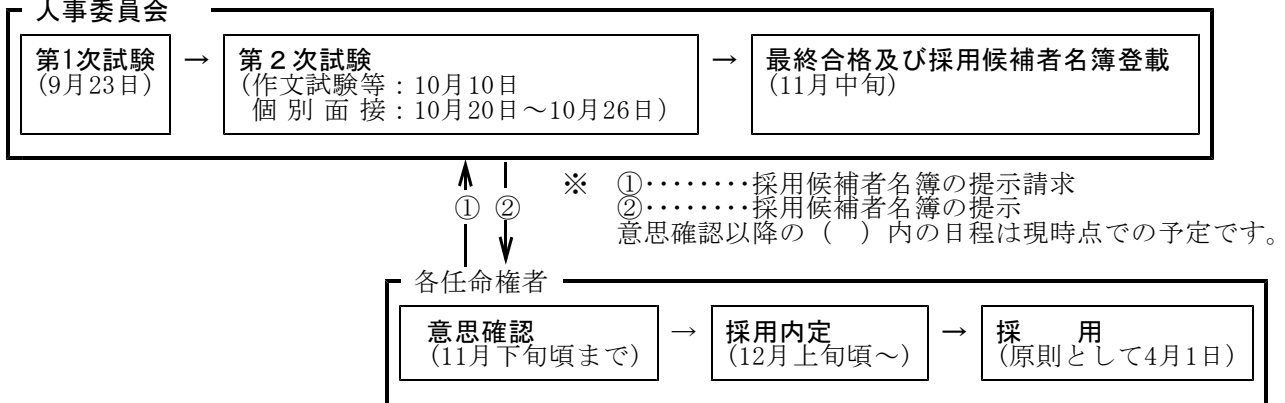 人事委員会
第1次試験 → 第２次試験 → 最終合格及び採用候補者名簿登載
(9月23日) (作文試験等：10月10日 (11月中旬)
個別面接：10月20日～10月26日)
※ ①‥‥‥‥採用候補者名簿の提示請求
① ② ②‥‥‥‥採用候補者名簿の提示
意思確認以降の（　）内の日程は現時点での予定です。
各任命権者
意思確認 → 採用内定 → 採　用
(11月下旬頃まで) (12月上旬頃～) (原則として4月1日)